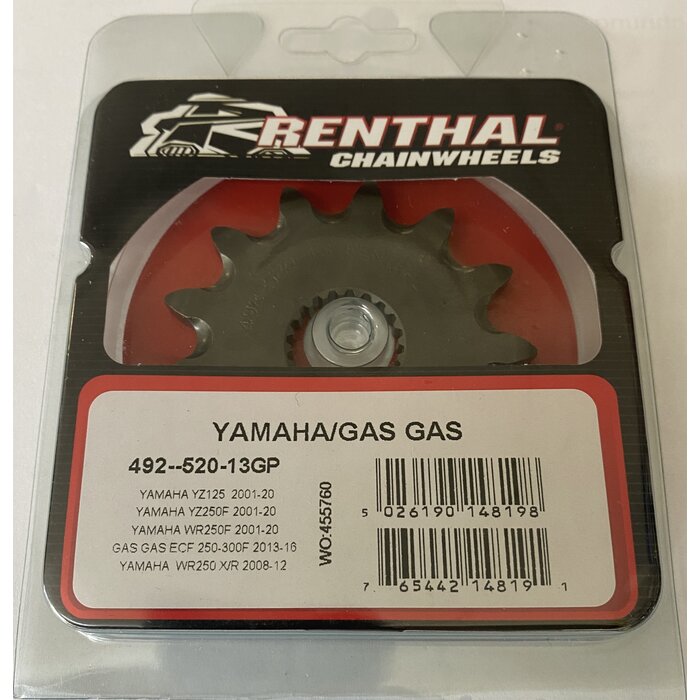 RENTHAL
CHAINWHEELS
YAMAHA/GAS GAS
492--520-13GP
YAMAHA YZ125 2001-20
YAMAHA YZ250F 2001-20
YAMAHA WR250F 2001-20
GAS GAS ECF 250-300F 2013-16
YAMAHA WR250 X/R 2008-12
WO:455760
5 026190 148198
7 65442 14819 1